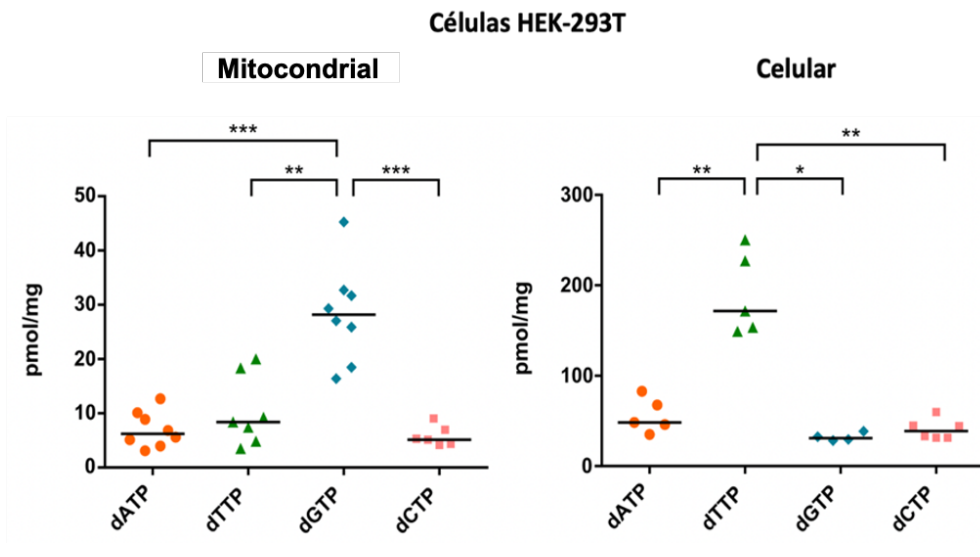 Células HEK-293T
Mitocondrial
Celular
***
**
***
50
40
30
20
10
0
pmol/mg
dATP
dTTP
dGTP
dCTP
**
**
*
300
200
100
0
pmol/mg
dATP
dTTP
dGTP
dCTP